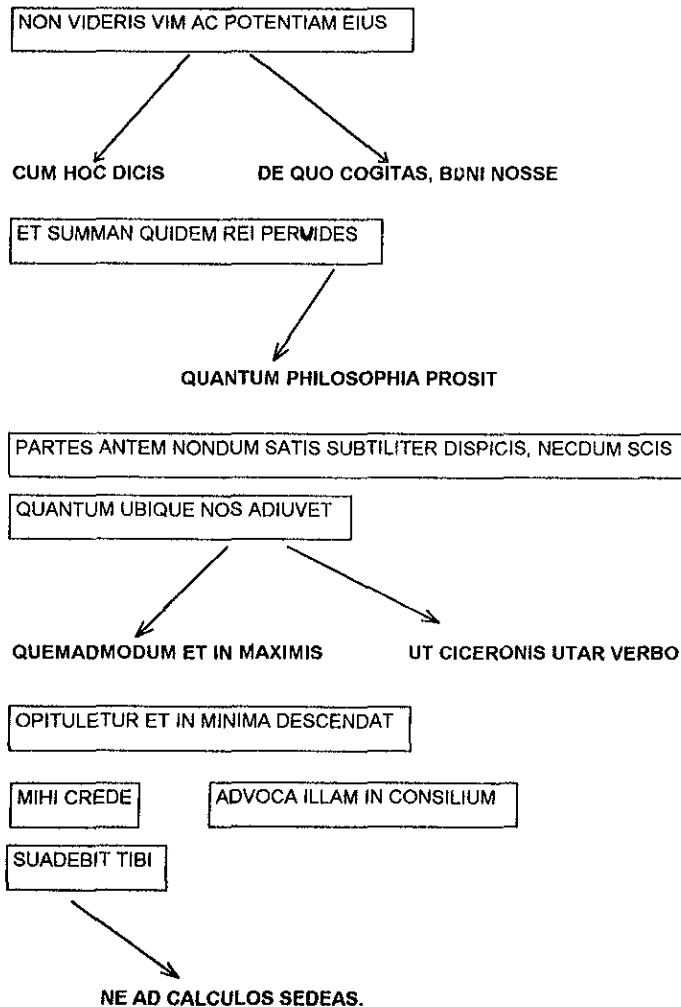 NON VIDERIS VIM AC POTENTIAM EIUS
CUM HOC DICIS DE QUO COGITAS, BONI NOSSE
ET SUMMAN QUIDEM REI PERVIDES
QUANTUM PHILOSOPHIA PROSIT
PARTES ANTEM NONDUM SATIS SUBTILITER DISPICIS, NECDUM SCIS
QUANTUM UBIQUE NOS ADIUVET
QUEMADMODUM ET IN MAXIMIS UT CICERONIS UTAR VERBO
OPITULETUR ET IN MINIMA DESCENDAT
MIHI CREDE ADVOCA ILLAM IN CONSILIUM
SUADEBIT TIBI
NE AD CALCULOS SEDEAS.